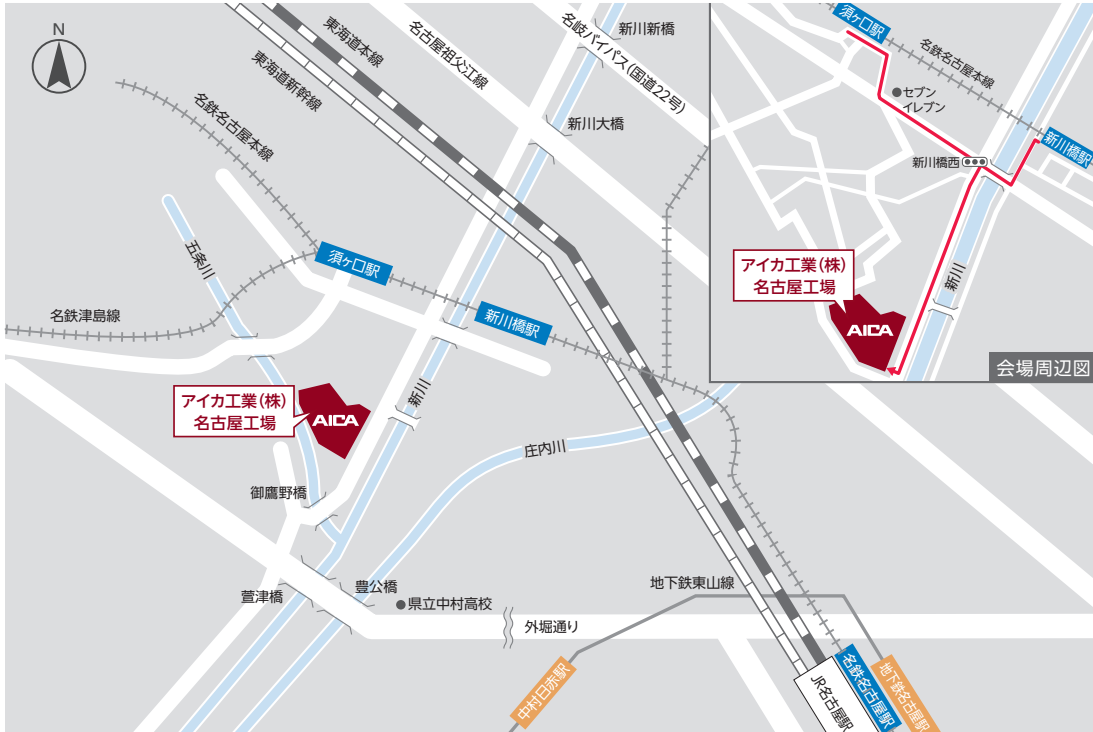 N
東海道本線
東海道新幹線
名古屋祖父江線
名岐バイパス(国道22号)
新川新橋
新川大橋
名鉄名古屋本線
五条川
須ヶ口駅
新川橋駅
名鉄津島線
新川
アイカ工業(株)
名古屋工場
AICA
庄内川
御鷹野橋
萱津橋
豊公橋
県立中村高校
外堀通り
地下鉄東山線
中村日赤駅
JR名古屋駅
名鉄名古屋駅
地下鉄名古屋駅
須ヶ口駅
名鉄名古屋本線
セブン
イレブン
新川橋西
新川橋駅
アイカ工業(株)
名古屋工場
AICA
新川
会場周辺図